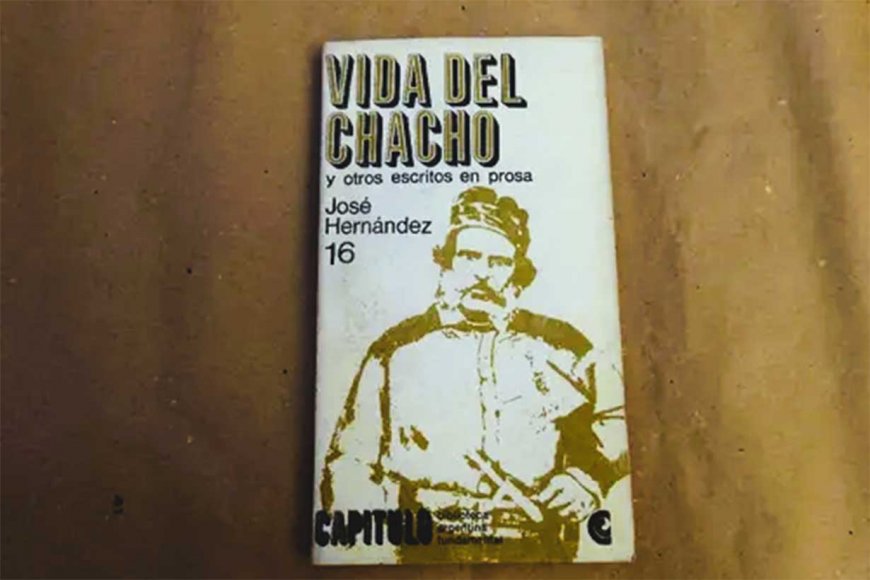 VIDA DEL
CHACHO
y otros escritos en prosa
José
Hernández
16
CAPITULO
biblioteca
argentina
fundamental